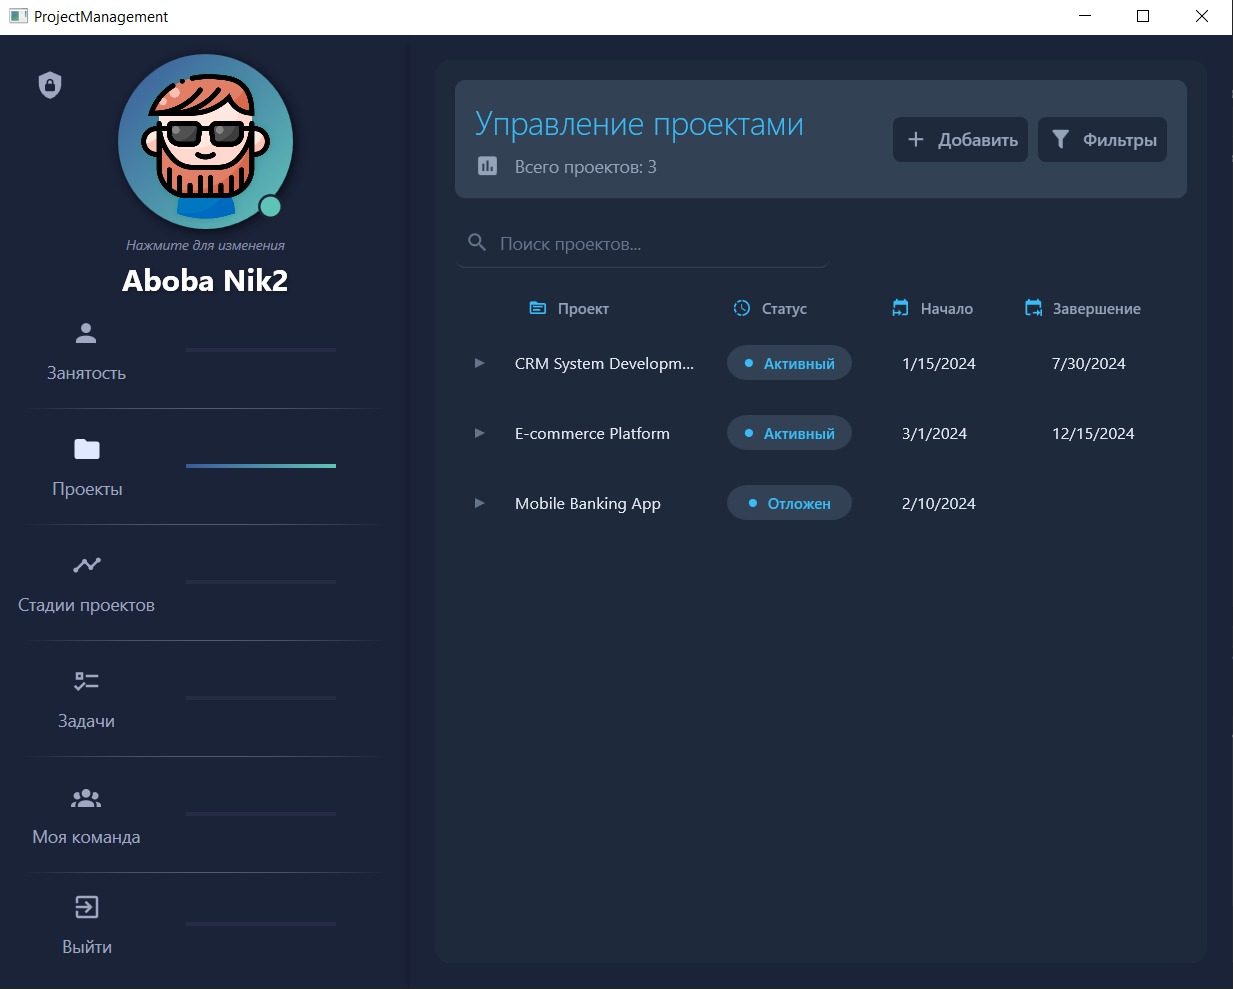 ProjectManagement
Нажмите для изменения
Aboba Nik2
Занятость
Проекты
Стадии проектов
Задачи
Моя команда
Выйти
Управление проектами
Всего проектов: 3
Добавить
Фильтры
Поиск проектов...
Проект Статус Начало Завершение
CRM System Developm... Активный 1/15/2024 7/30/2024
E-commerce Platform Активный 3/1/2024 12/15/2024
Mobile Banking App Отложен 2/10/2024